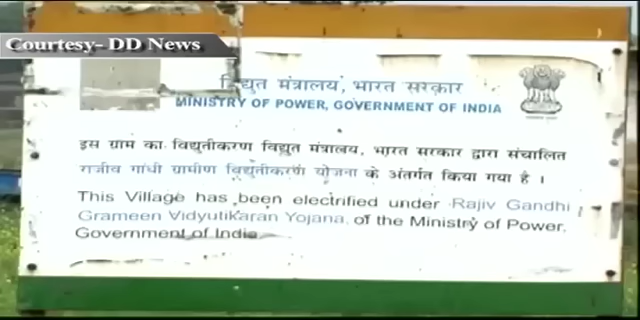 Courtesy- DD News
विद्युत मंत्रालय, भारत सरकार
MINISTRY OF POWER, GOVERNMENT OF INDIA
इस ग्राम का विद्युतीकरण विद्युत मंत्रालय, भारत सरकार द्वारा संचालित
राजीव गांधी ग्रामीण विद्युतीकरण योजना के अंतर्गत किया गया है ।
This Village has been electrified under Rajiv Gandhi
Grameen Vidyutikaran Yojana, of the Ministry of Power,
Government of India